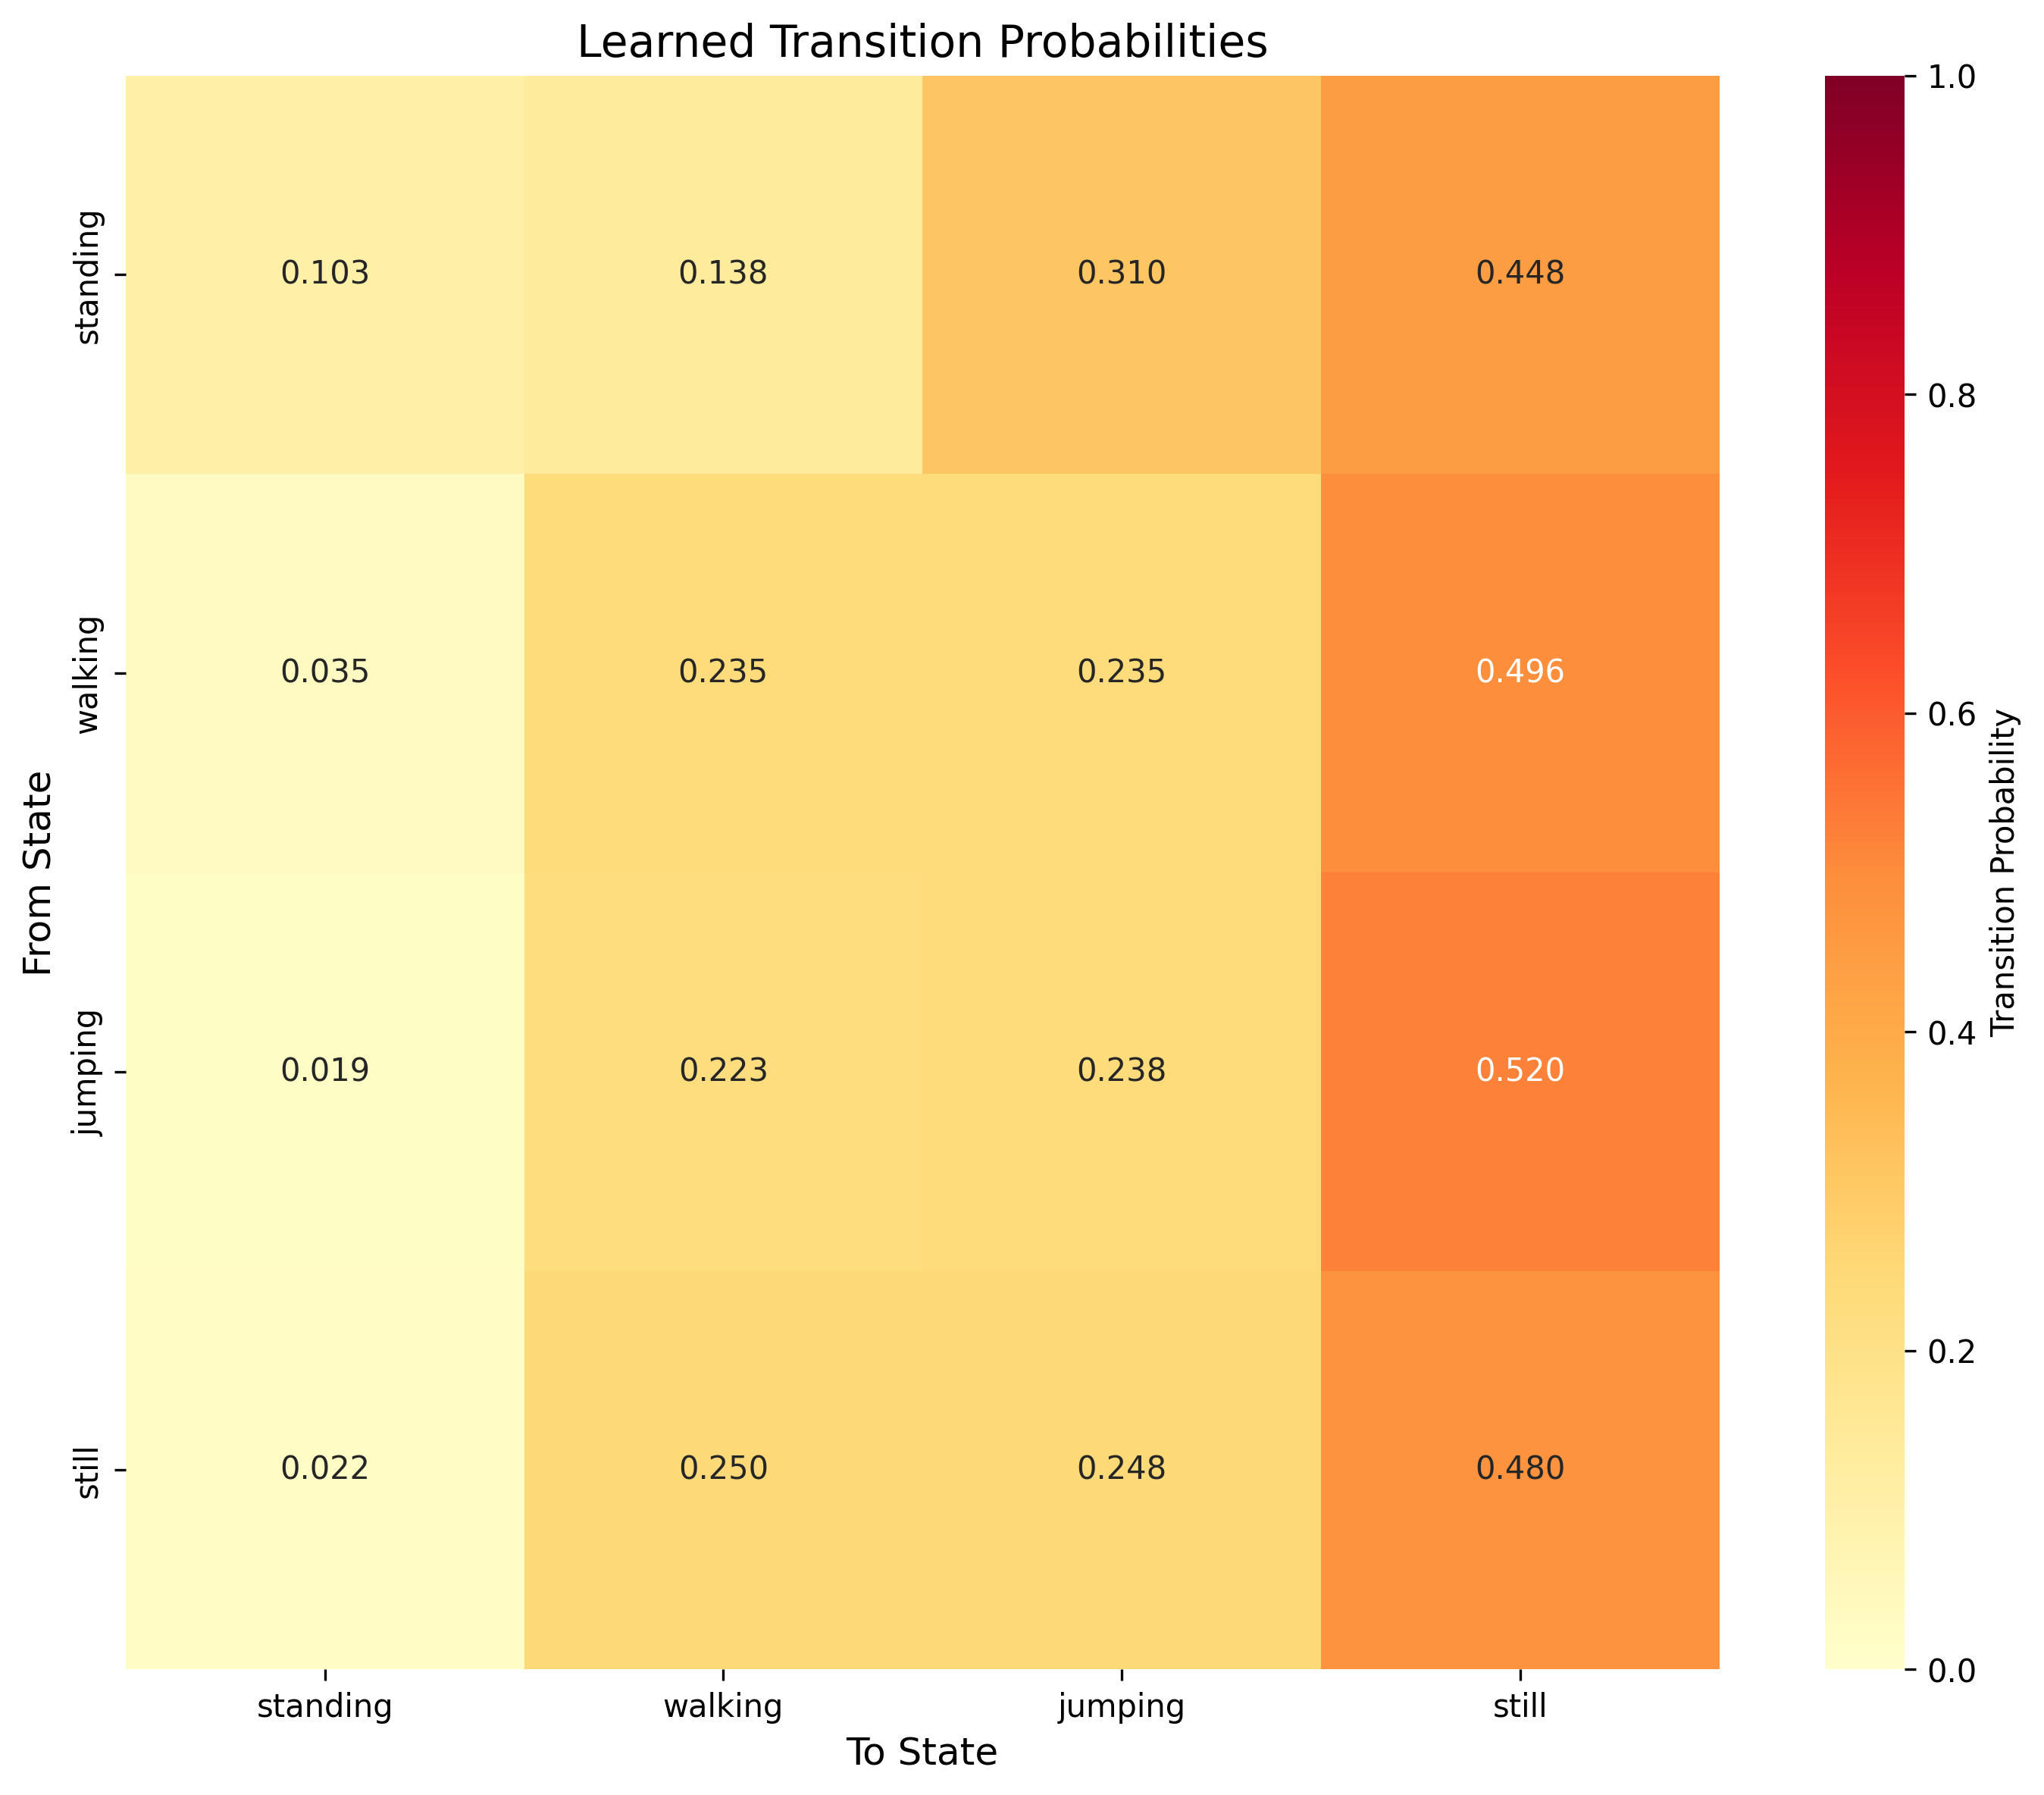 Learned Transition Probabilities
From State
standing
0.103 0.138 0.310 0.448
walking
0.035 0.235 0.235 0.496
jumping
0.019 0.223 0.238 0.520
still
0.022 0.250 0.248 0.480
standing walking jumping still
To State
1.0
0.8
0.6
0.4
0.2
0.0
Transition Probability